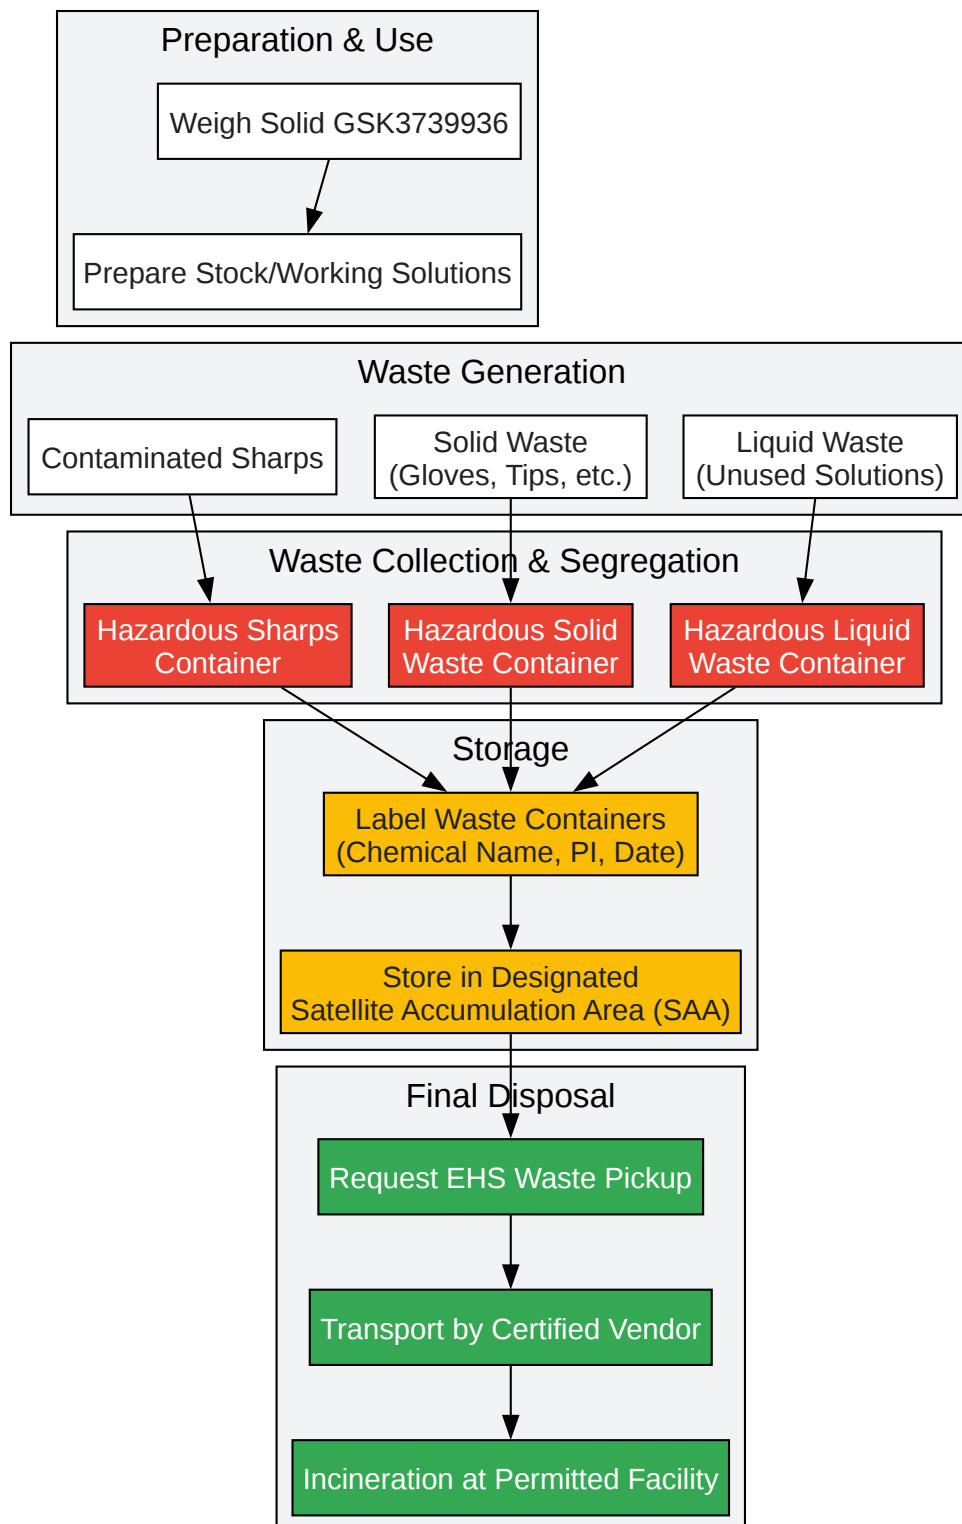 Preparation & Use
Weigh Solid GSK3739936
Prepare Stock/Working Solutions
Waste Generation
Contaminated Sharps
Solid Waste
(Gloves, Tips, etc.)
Liquid Waste
(Unused Solutions)
Waste Collection & Segregation
Hazardous Sharps
Container
Hazardous Solid
Waste Container
Hazardous Liquid
Waste Container
Storage
Label Waste Containers
(Chemical Name, PI, Date)
Store in Designated
Satellite Accumulation Area (SAA)
Final Disposal
Request EHS Waste Pickup
Transport by Certified Vendor
Incineration at Permitted Facility